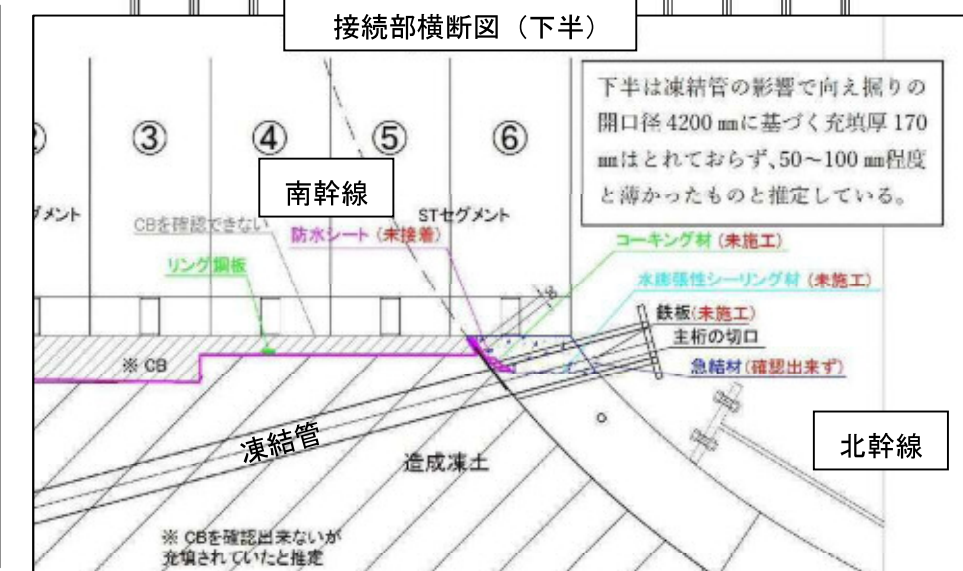 接続部横断図（下半）
下半は凍結管の影響で向え掘りの
開口径4200㎜に基づく充填厚170
㎜はとれておらず、50～100㎜程度
と薄かったものと推定している。
③
④
⑤
⑥
南幹線
グメント
STセグメント
CBを確認できない
防水シート（未接着）
コーキング材（未施工）
リング鋼板
水膨張性シーリング材（未施工）
鉄板(未施工)
主桁の切口
※ CB
急結材(確認出来ず)
凍結管
北幹線
造成凍土
※ CBを確認出来ないが
充填されていたと推定